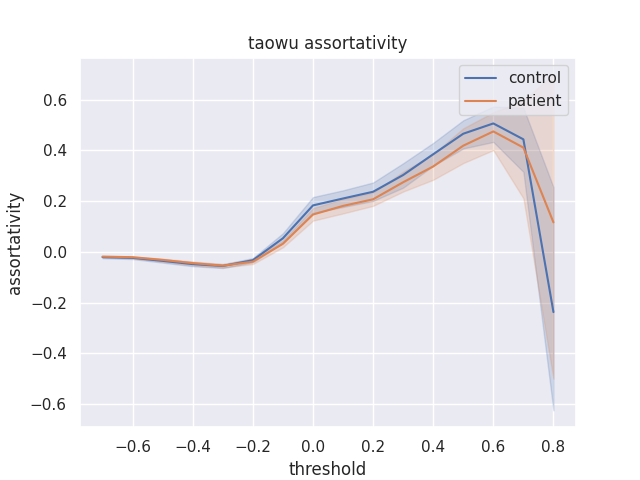 taowu assortativity
control
patient
0.6
0.4
0.2
0.0
−0.2
−0.4
−0.6
assortativity
−0.6 −0.4 −0.2 0.0 0.2 0.4 0.6 0.8
threshold